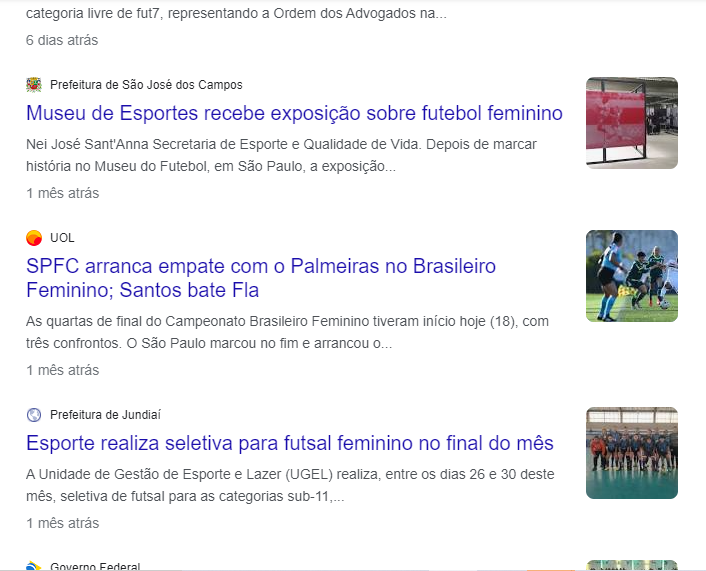 categoria livre de fut7, representando a Ordem dos Advogados na...
6 dias atrás
Prefeitura de São José dos Campos
Museu de Esportes recebe exposição sobre futebol feminino
Nei José Sant'Anna Secretaria de Esporte e Qualidade de Vida. Depois de marcar
história no Museu do Futebol, em São Paulo, a exposição...
1 mês atrás
UOL
SPFC arranca empate com o Palmeiras no Brasileiro
Feminino; Santos bate Fla
As quartas de final do Campeonato Brasileiro Feminino tiveram início hoje (18), com
três confrontos. O São Paulo marcou no fim e arrancou o...
1 mês atrás
Prefeitura de Jundiaí
Esporte realiza seletiva para futsal feminino no final do mês
A Unidade de Gestão de Esporte e Lazer (UGEL) realiza, entre os dias 26 e 30 deste
mês, seletiva de futsal para as categorias sub-11,...
1 mês atrás
Governo Federal